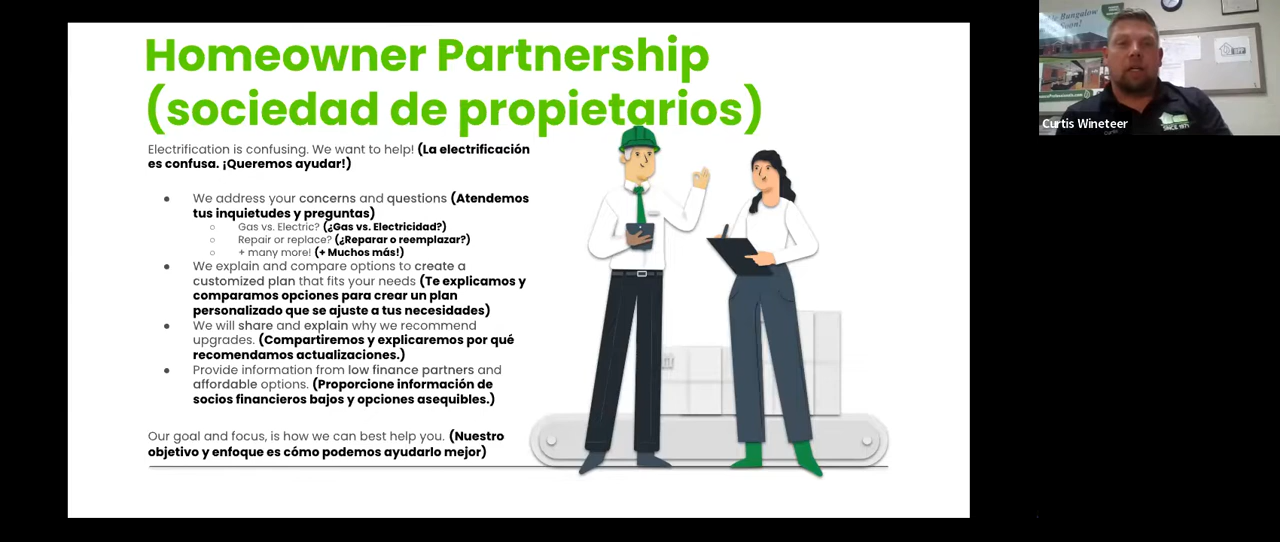 Homeowner Partnership
(sociedad de propietarios)
Electrification is confusing. We want to help! (La electrificación
es confusa. ¡Queremos ayudar!)
● We address your concerns and questions (Atendemos
tus inquietudes y preguntas)
○ Gas vs. Electric? (¿Gas vs. Electricidad?)
○ Repair or replace? (¿Reparar o reemplazar?)
○ + many more! (+ Muchos más!)
● We explain and compare options to create a
customized plan that fits your needs (Te explicamos y
comparamos opciones para crear un plan
personalizado que se ajuste a tus necesidades)
● We will share and explain why we recommend
upgrades. (Compartiremos y explicaremos por qué
recomendamos actualizaciones.)
● Provide information from low finance partners and
affordable options. (Proporcione información de
socios financieros bajos y opciones asequibles.)
Our goal and focus, is how we can best help you. (Nuestro
objetivo y enfoque es cómo podemos ayudarlo mejor)
Bungalow
Soon!
SINCE 1971
Curtis Wineteer